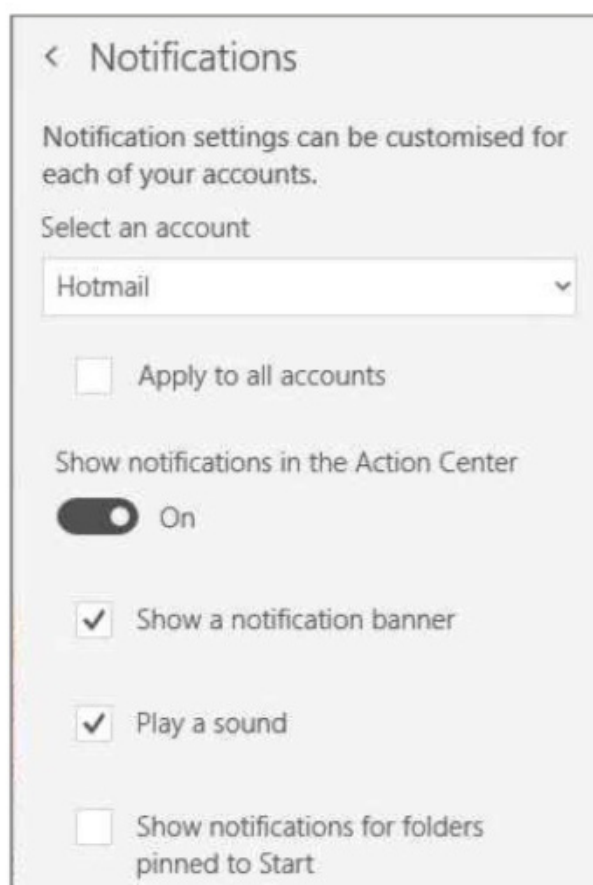 Notifications
Notification settings can be customised for
each of your accounts.
Select an account
Hotmail
Apply to all accounts
Show notifications in the Action Center
On
Show a notification banner
Play a sound
Show notifications for folders
pinned to Start